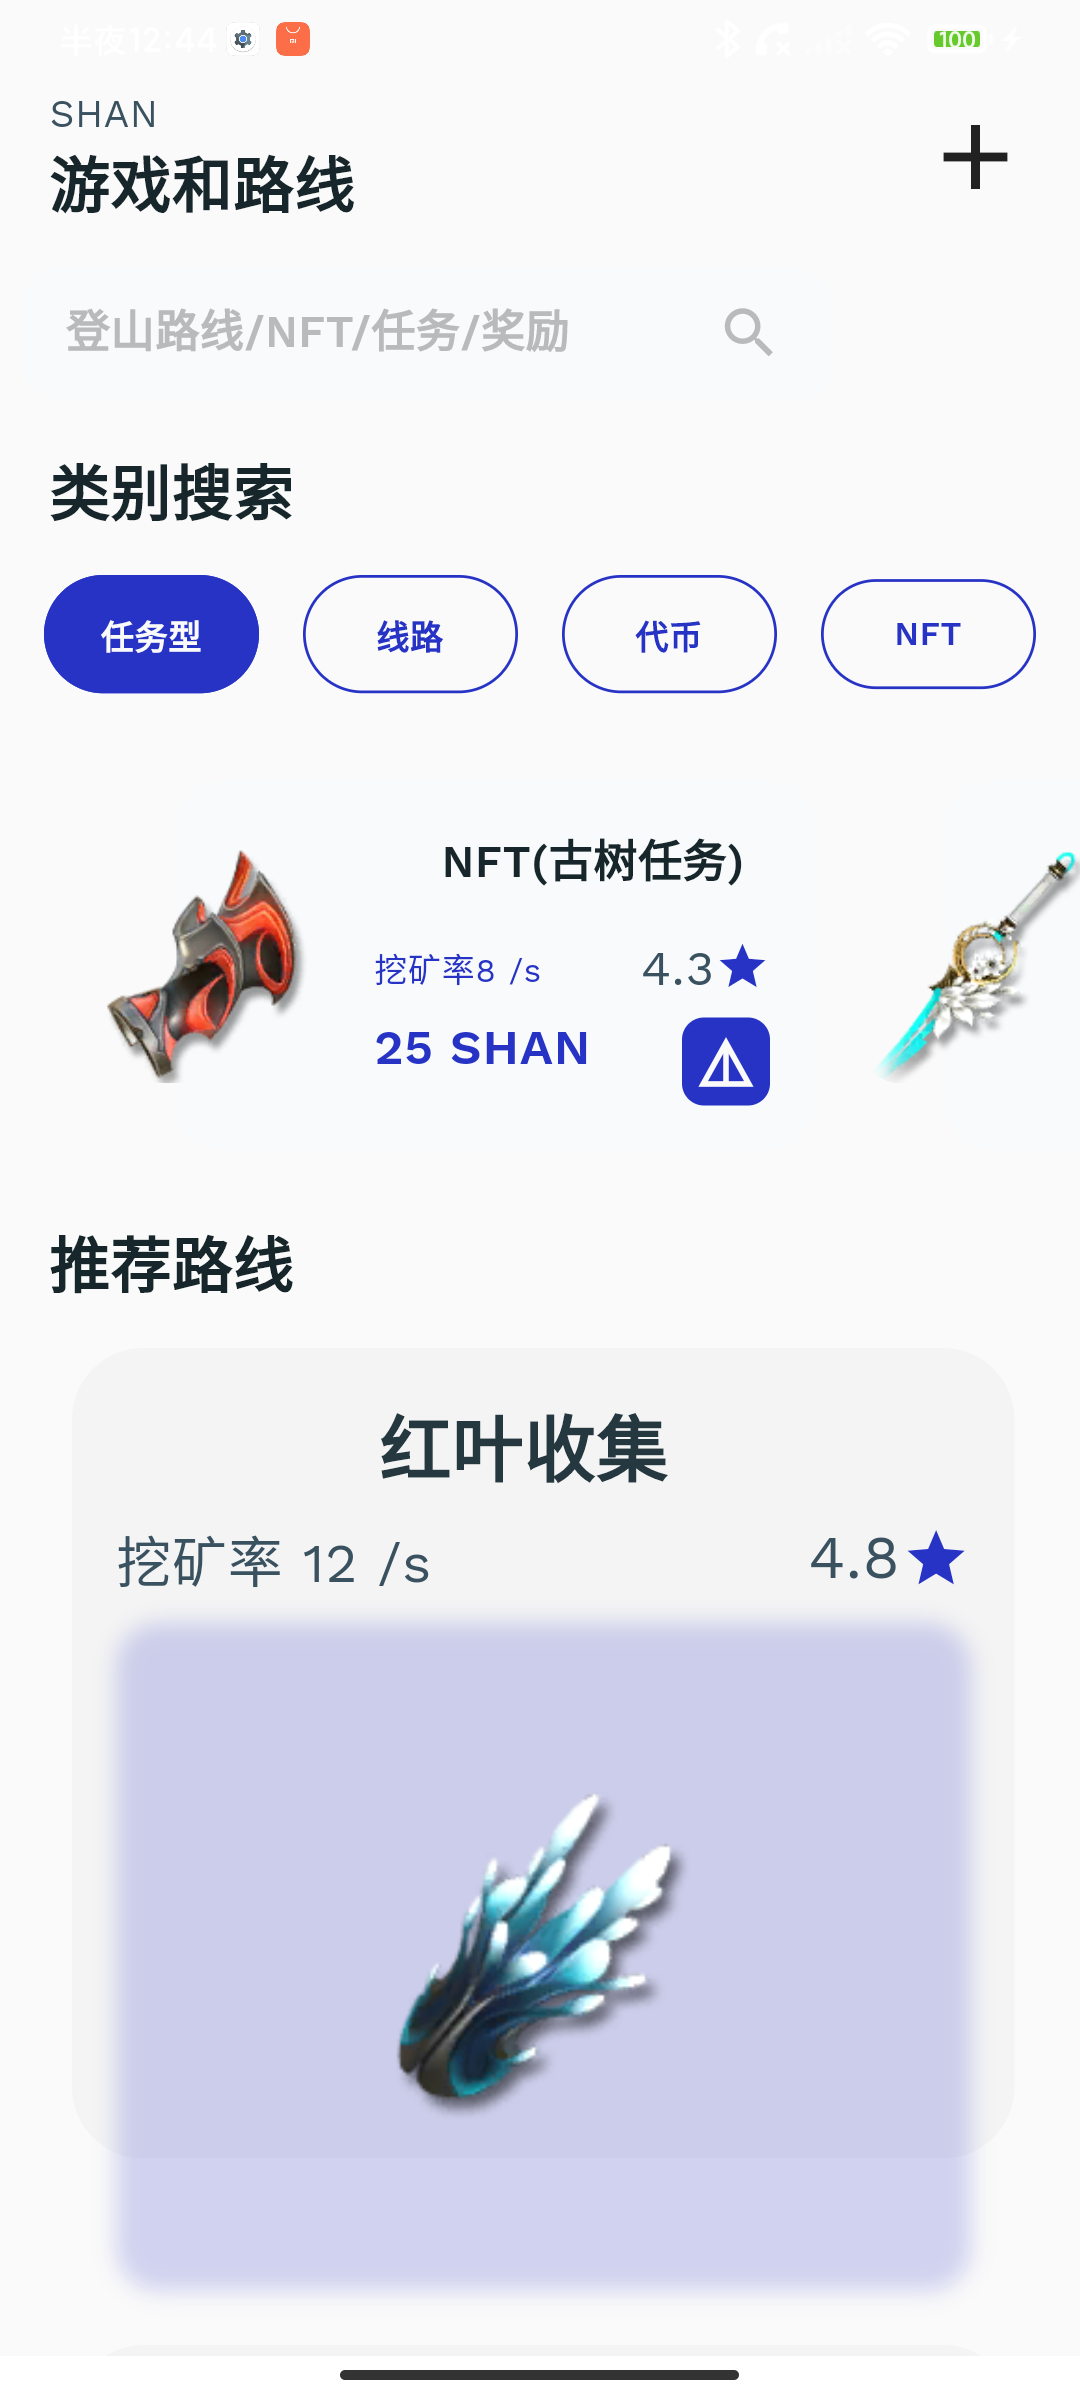 半夜12:44
100
SHAN
游戏和路线
登山路线/NFT/任务/奖励
类别搜索
任务型
线路
代币
NFT
NFT(古树任务)
挖矿率8 /s
4.3
25 SHAN
推荐路线
红叶收集
挖矿率 12 /s
4.8